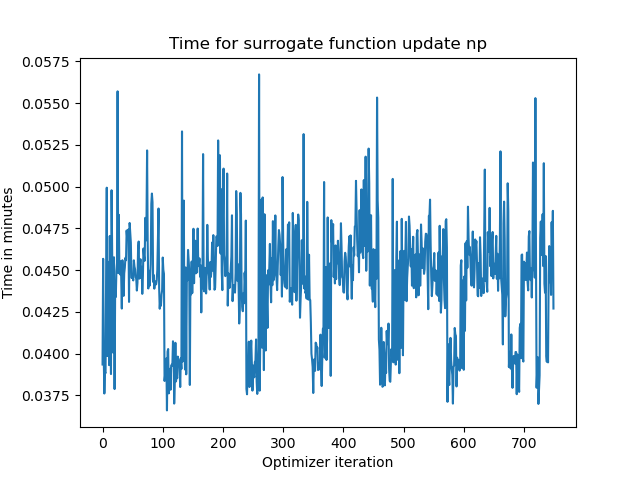 Time for surrogate function update np
0.0575
0.0550
0.0525
0.0500
0.0475
0.0450
0.0425
0.0400
0.0375
Time in minutes
0 100 200 300 400 500 600 700
Optimizer iteration